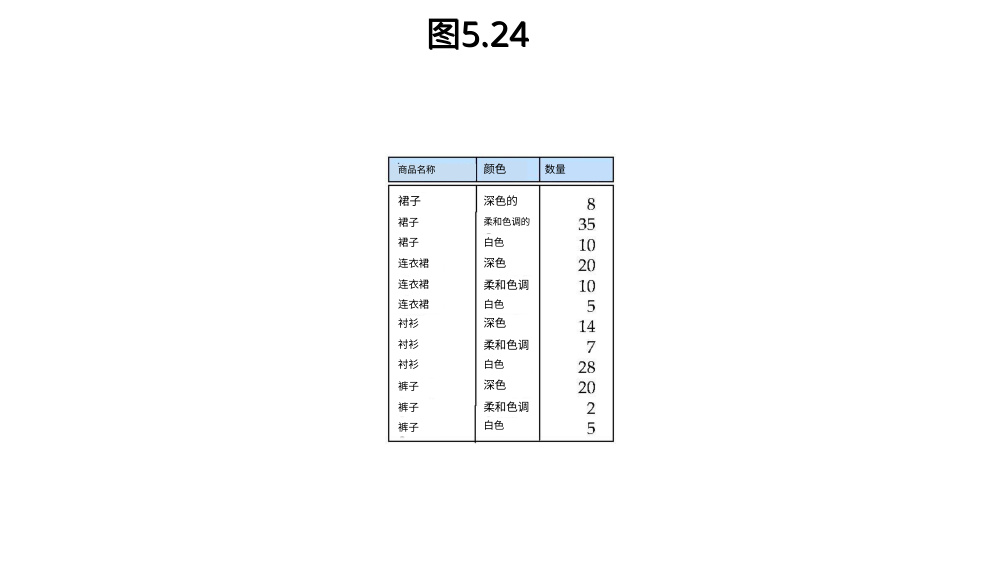 图5.24
商品名称 颜色 数量
裙子 深色的 8
裙子 柔和色调的 35
裙子 白色 10
连衣裙 深色 20
连衣裙 柔和色调 10
连衣裙 白色 5
衬衫 深色 14
衬衫 柔和色调 7
衬衫 白色 28
裤子 深色 20
裤子 柔和色调 2
裤子 白色 5